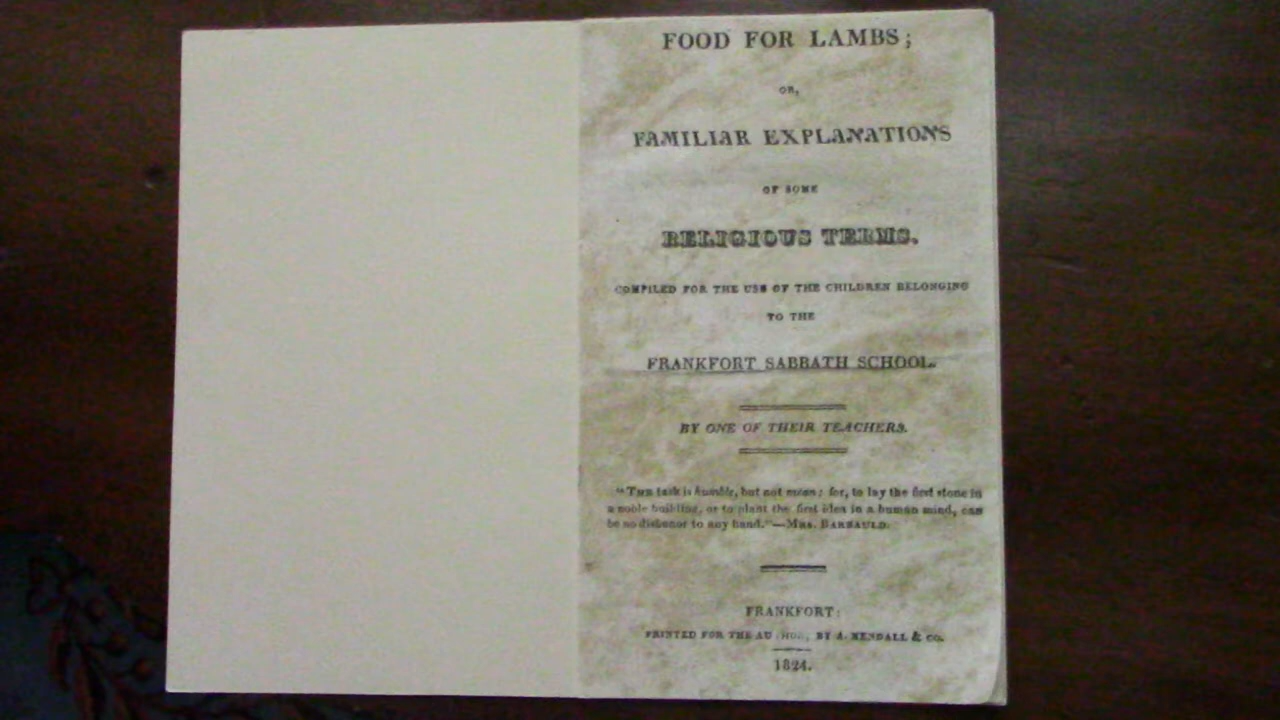 FOOD FOR LAMBS;
OR,
FAMILIAR EXPLANATIONS
OF SOME
RELIGIOUS TERMS.
COMPILED FOR THE USE OF THE CHILDREN BELONGING
TO THE
FRANKFORT SABBATH SCHOOL.
BY ONE OF THEIR TEACHERS.
"THE task is humble, but not mean; for, to lay the first stone in
a noble building, or to plant the first idea in a human mind, can
be no dishonor to any hand."—MRS. BARBAULD.
FRANKFORT:
PRINTED FOR THE AUTHOR, BY A. KENDALL & CO.
1824.